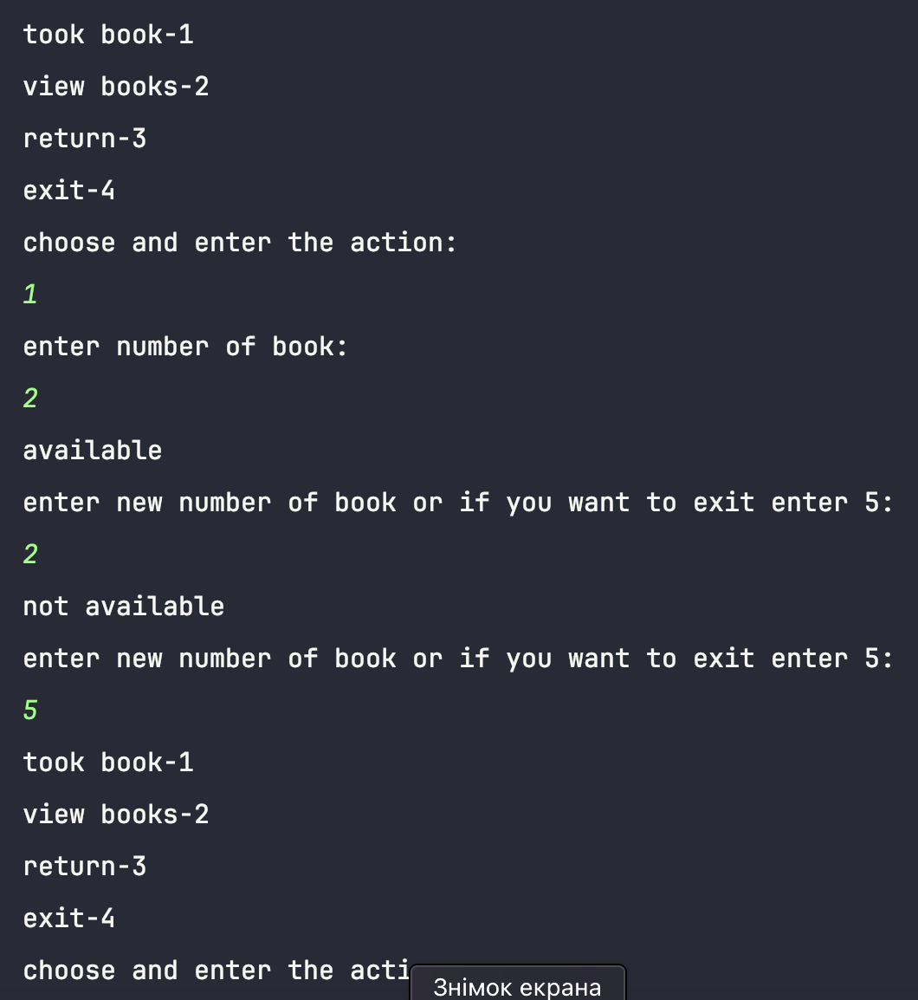 took book-1
view books-2
return-3
exit-4
choose and enter the action:
1
enter number of book:
2
available
enter new number of book or if you want to exit enter 5:
2
not available
enter new number of book or if you want to exit enter 5:
5
took book-1
view books-2
return-3
exit-4
choose and enter the acti
Знімок екрана